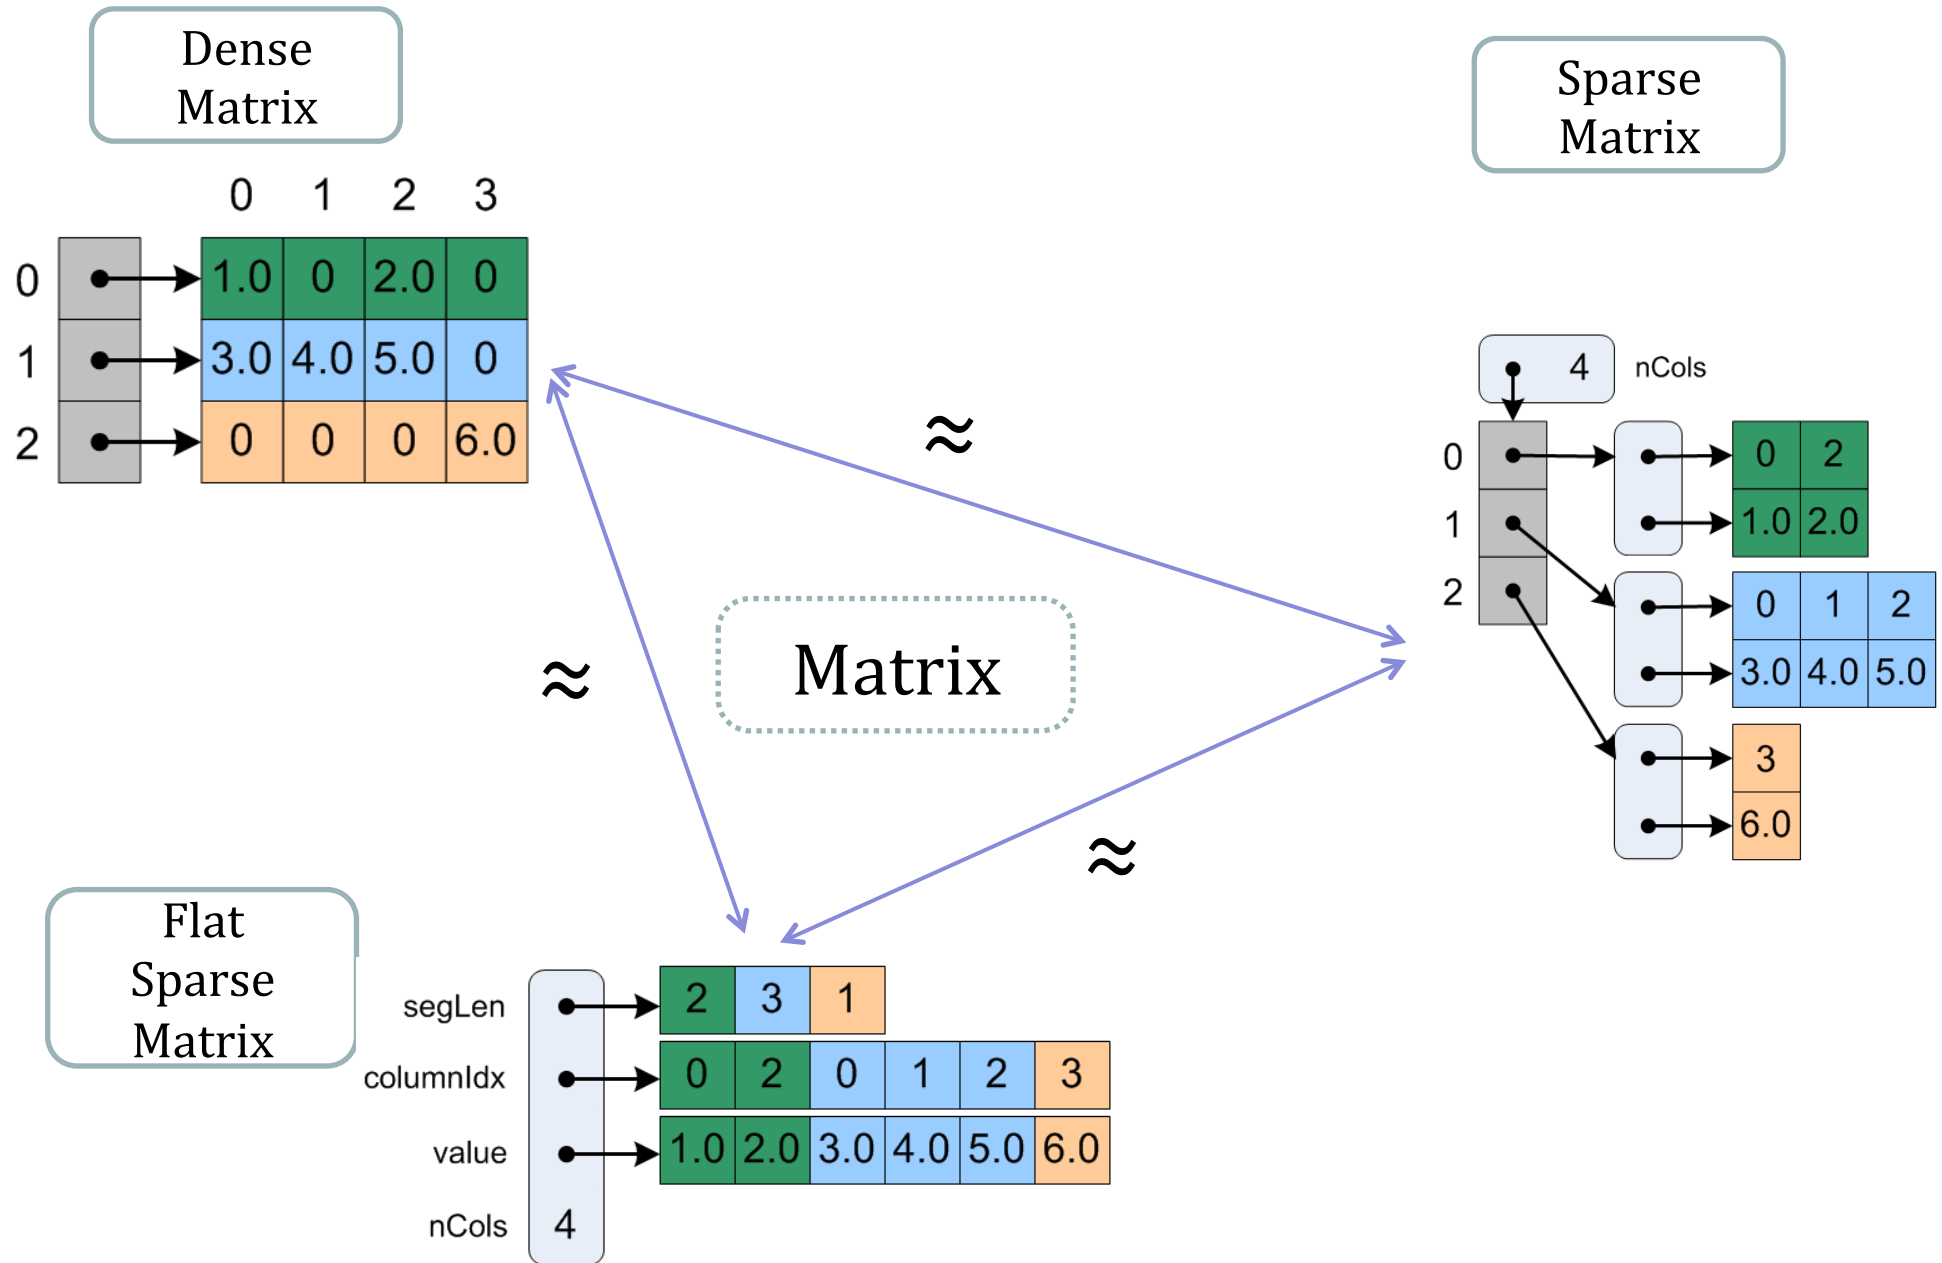 Dense
Matrix
Sparse
Matrix
0 1 2 3
0 1.0 0 2.0 0
1 3.0 4.0 5.0 0
2 0 0 0 6.0
≈
4 nCols
0 0 2
1 1.0 2.0
2 0 1 2
3.0 4.0 5.0
3
6.0
Matrix
≈
≈
Flat
Sparse
Matrix
segLen 2 3 1
columnIdx 0 2 0 1 2 3
value 1.0 2.0 3.0 4.0 5.0 6.0
nCols 4